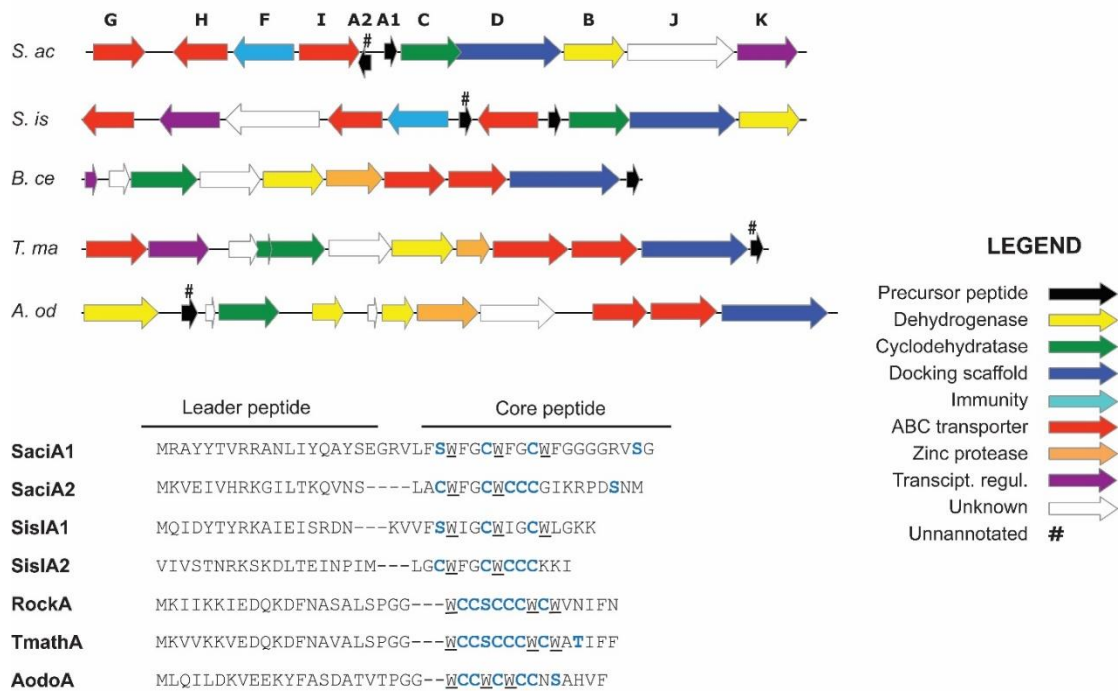 G H F I A2 A1 C D B J K
#
S. ac
#
S. is
B. ce
#
T. ma
#
A. od
LEGEND
Precursor peptide
Dehydrogenase
Cyclodehydratase
Docking scaffold
Immunity
ABC transporter
Zinc protease
Transcipt. regul.
Unknown
Unnannotated #
Leader peptide Core peptide
SaciA1 MRAYYTVRRANLIYQAYSEGRVLFSWFGCWFGCWFGGGRVSG
SaciA2 MKVEIVHRKGILTKQVNS----LACWFGCWCCCGIKRPDSNM
SislA1 MQIDYTYRKAIEISRDN---KVVFSWIGCWIGCWLGKK
SislA2 VIVSTNRKSKDLTEINPIM---LGCWFGCWCCCKKI
RockA MKIIKKIEDQKDFNASALSPGG---WCCSCCCWCWVNIFN
TmathA MKVVKKVEDQKDFNAVALSPGG---WCCSCCCWCWATIFF
AodoA MLQILDKVEEKYFASDATVTPGG---WCCWCWCCNSAHVF